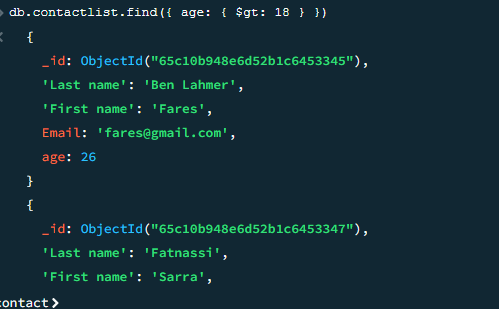 db.contactlist.find({ age: { $gt: 18 } })
{
_id: ObjectId("65c10b948e6d52b1c6453345"),
'Last name': 'Ben Lahmer',
'First name': 'Fares',
Email: 'fares@gmail.com',
age: 26
}
{
_id: ObjectId("65c10b948e6d52b1c6453347"),
'Last name': 'Fatnassi',
'First name': 'Sarra',
contact>